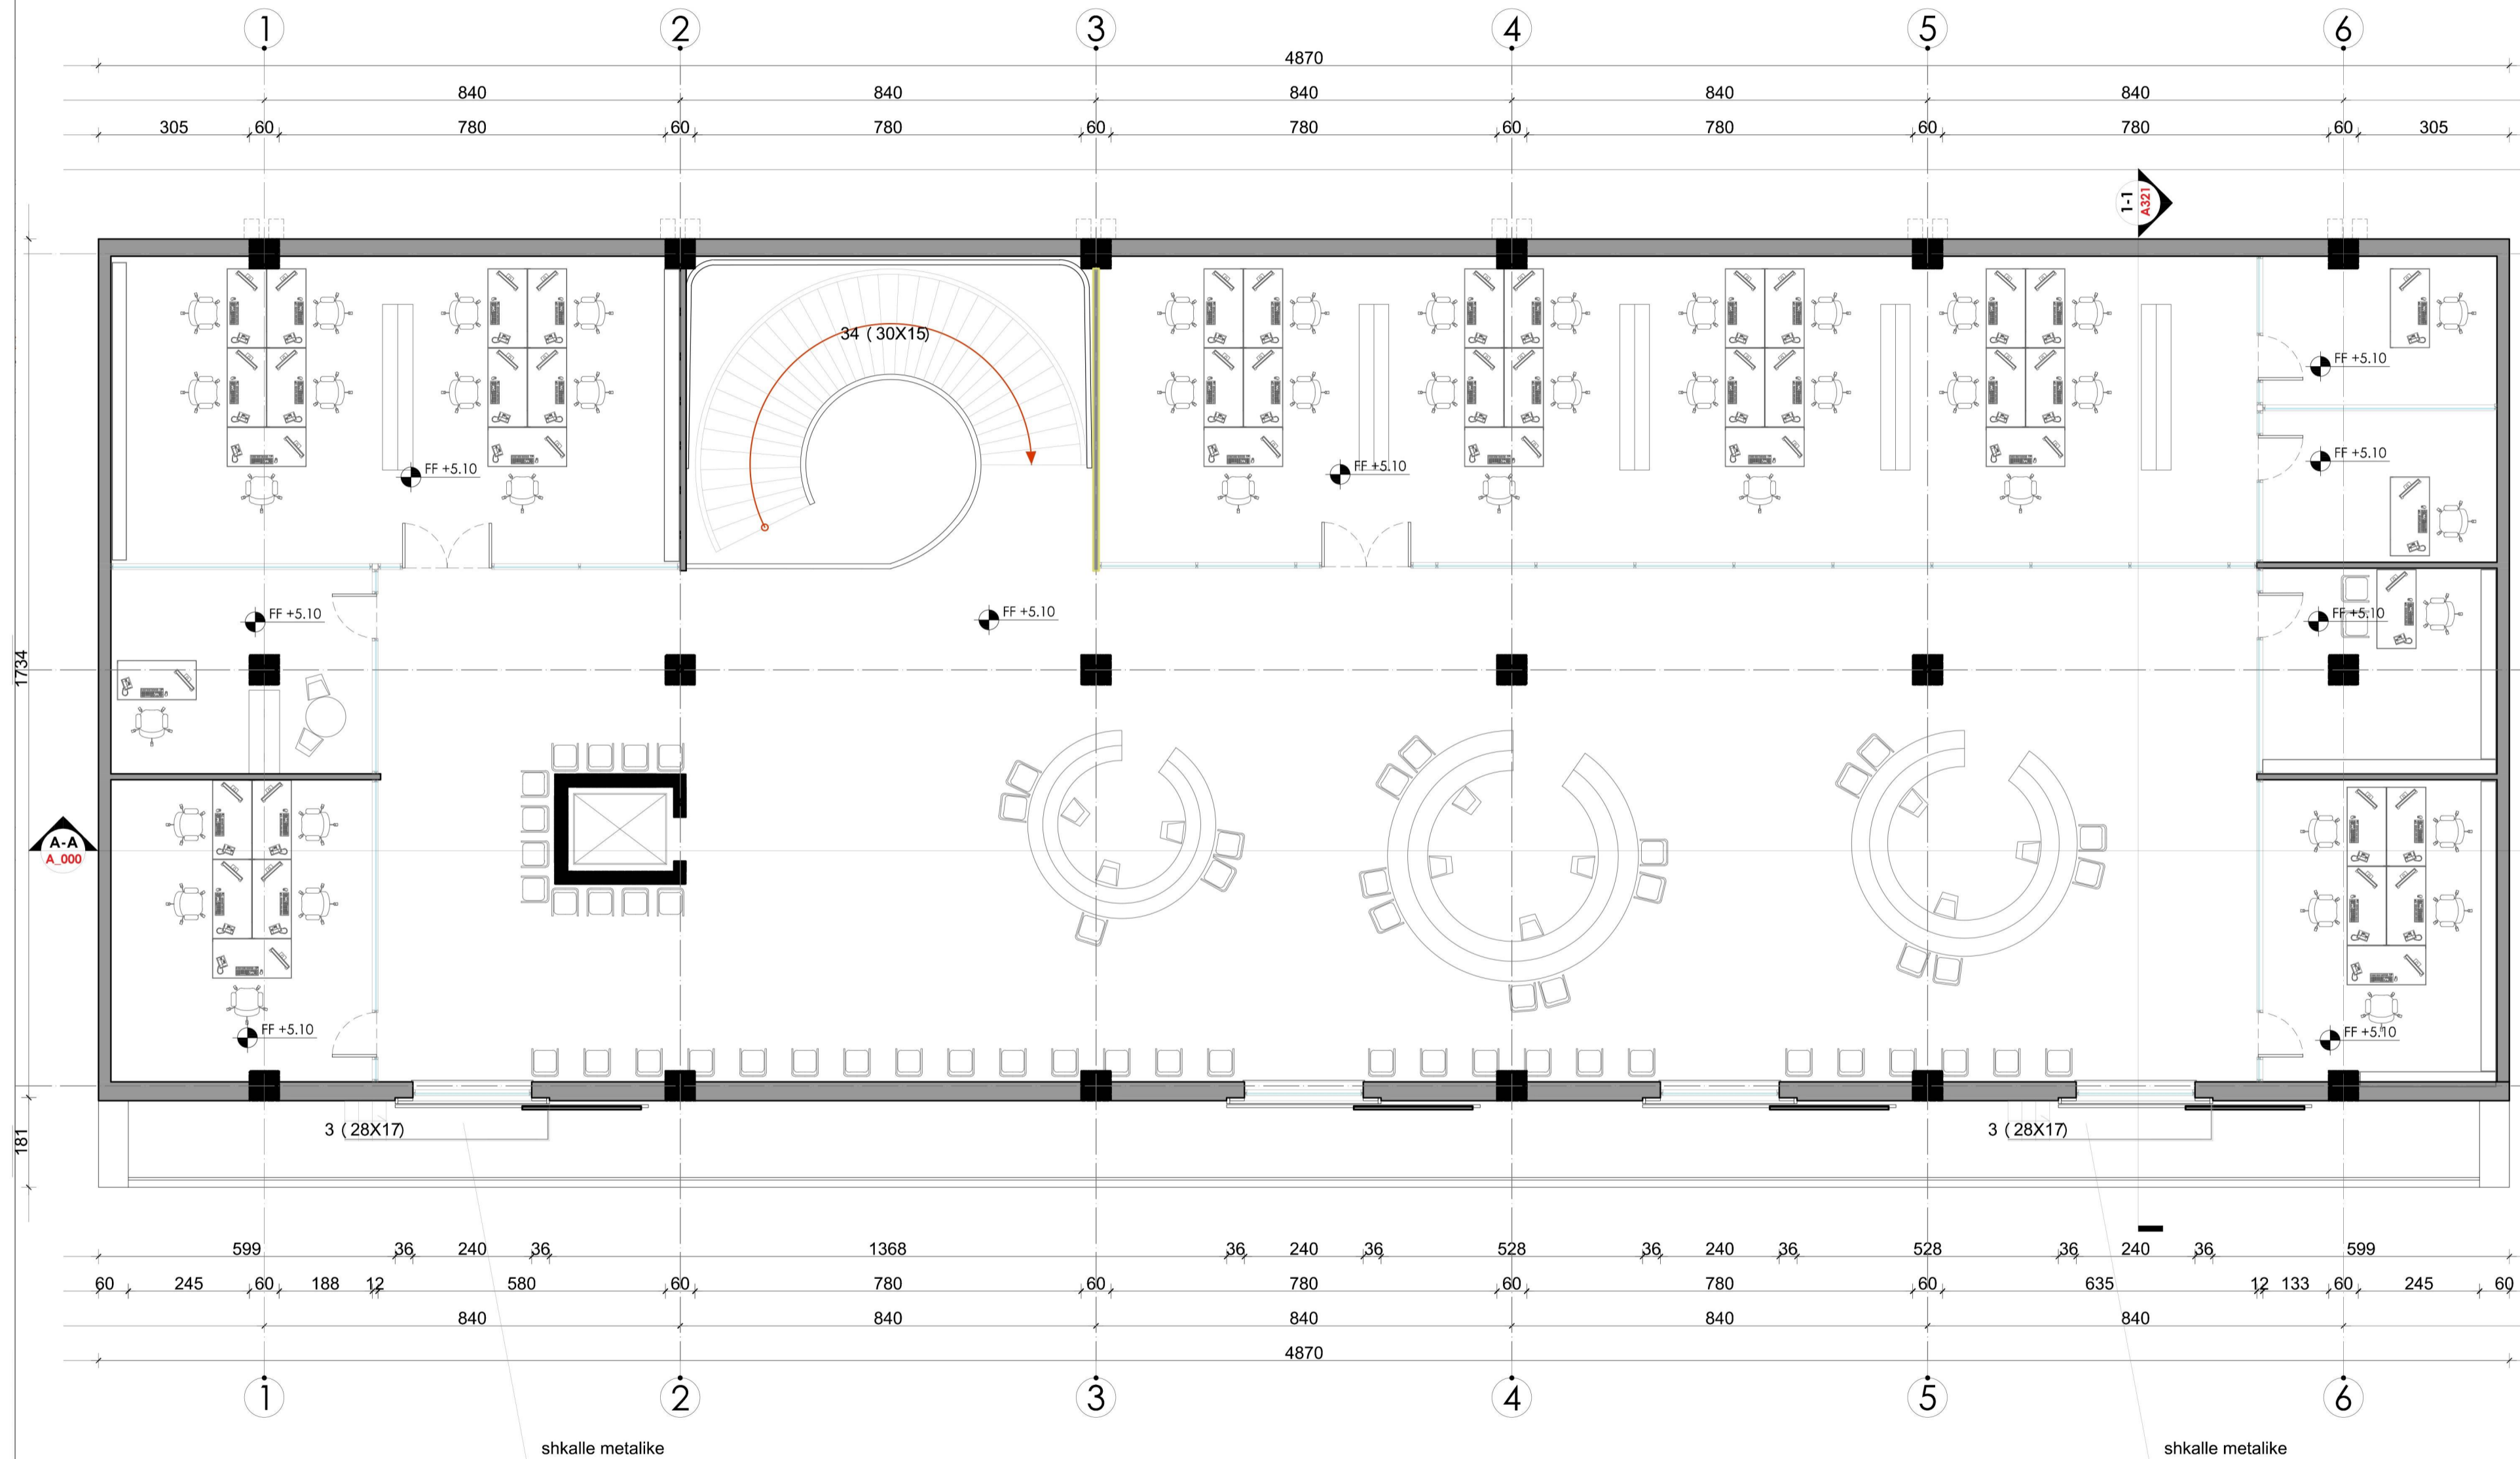 1 2 3 4 5 6
4870
840 840 840 840 840
305 60 780 60 780 60 780 60 780 60 780 60 305
1-1
A321
34 ( 30X15)
FF +5.10
FF +5.10
FF +5.10 FF +5.10
FF +5.10 FF +5.10 FF +5.10
1734
A-A
A_000
FF +5.10 FF +5.10
3 ( 28X17) 3 ( 28X17)
181
599 36 240 36 1368 36 240 36 528 36 240 36 528 36 240 36 599
60 245 60 188 12 580 60 780 60 780 60 780 60 635 12 133 60 245 60
840 840 840 840 840
4870
1 2 3 4 5 6
shkalle metalike shkalle metalike